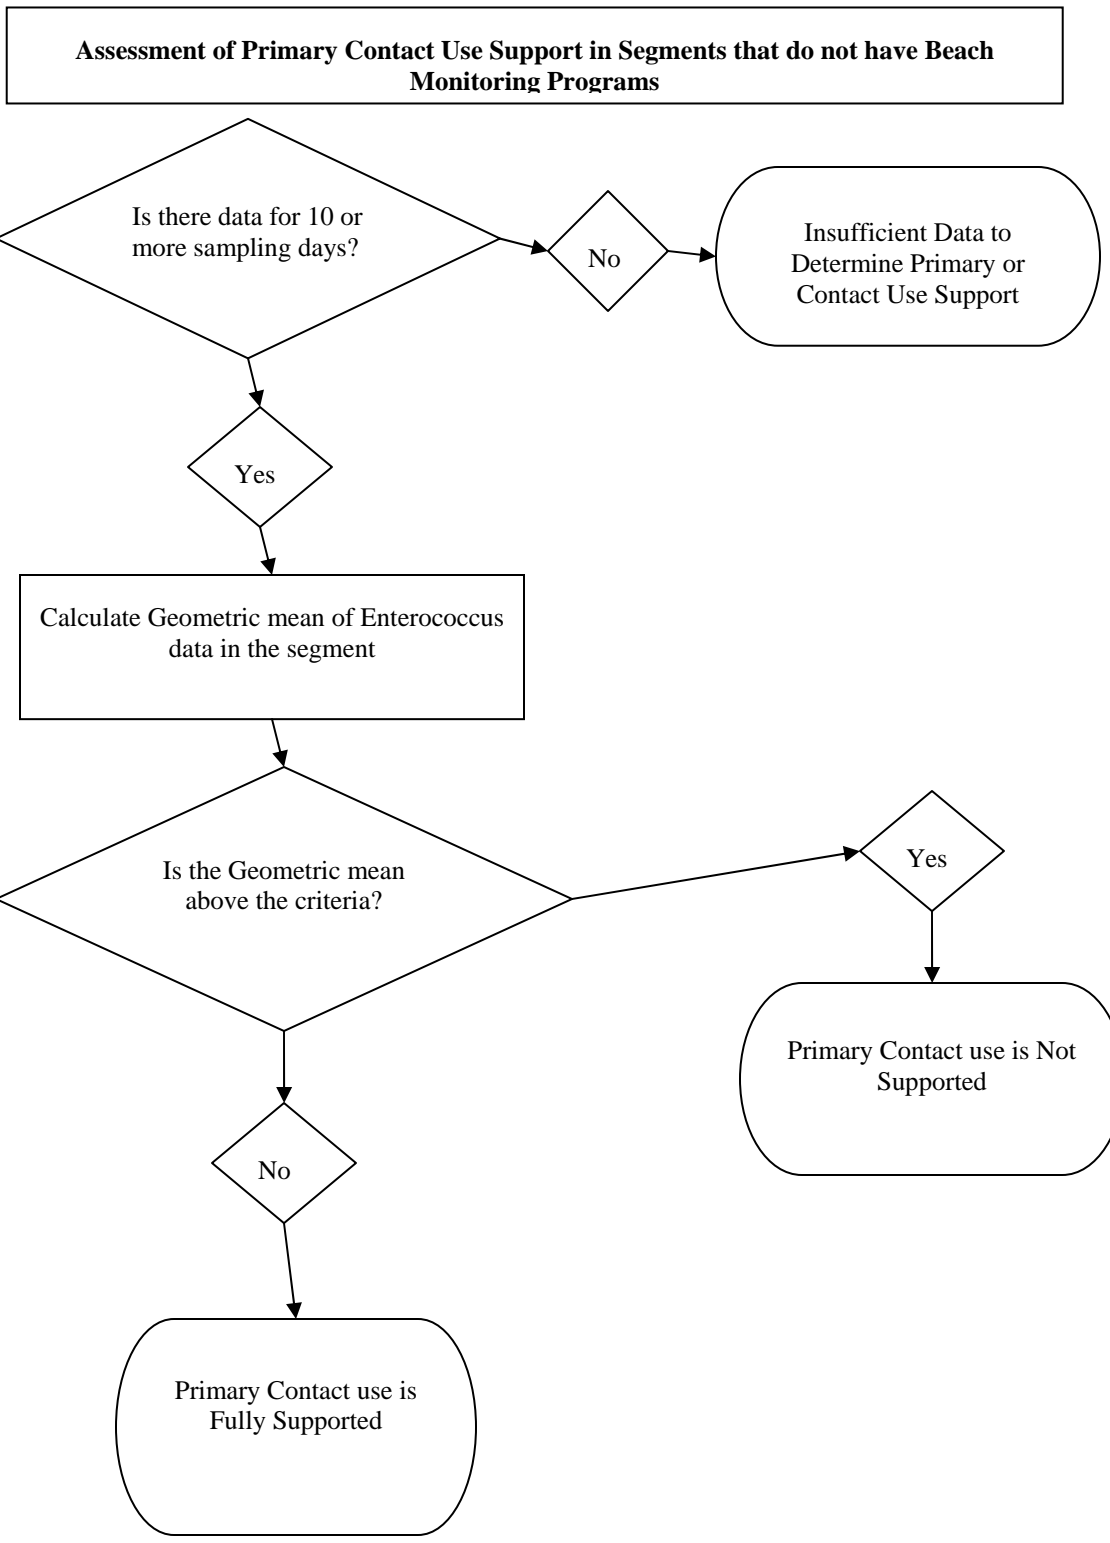 Assessment of Primary Contact Use Support in Segments that do not have Beach
Monitoring Programs
Is there data for 10 or
more sampling days?
No
Insufficient Data to
Determine Primary or
Contact Use Support
Yes
Calculate Geometric mean of Enterococcus
data in the segment
Is the Geometric mean
above the criteria?
Yes
Primary Contact use is Not
Supported
No
Primary Contact use is
Fully Supported